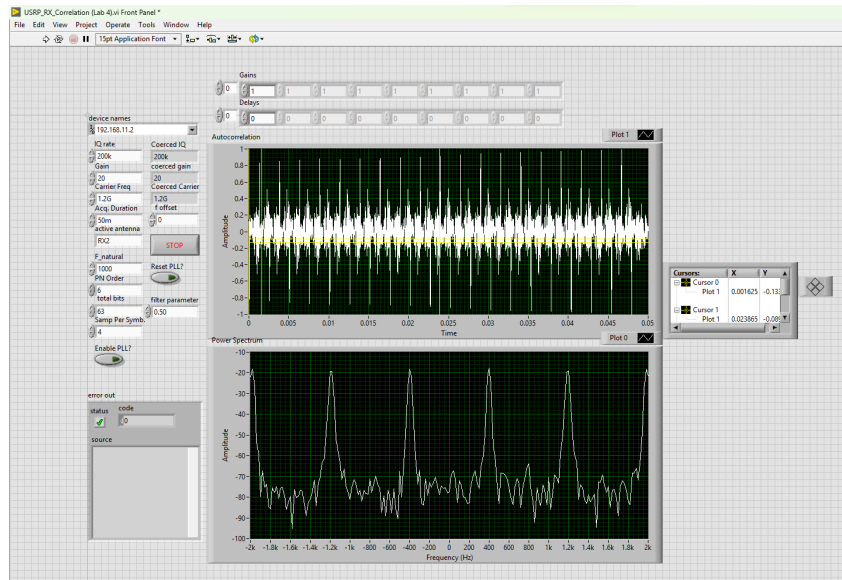 USRP_RX_Correlation (Lab 4).vi Front Panel *
File Edit View Project Operate Tools Window Help
15pt Application Font
Gains
0 1 1 1 1 1 1 1 1 1
Delays
0 0 0 0 0 0 0 0 0 0
device names
192.168.11.2
IQ rate Coerced IQ
200k 200k
Gain coerced gain
20 20
Carrier Freq Coerced Carrier
1.2G 1.2G
Acq. Duration f offset
50m 0
active antenna
RX2
STOP
F_natural
1000
Reset PLL?
PN Order
6
total bits filter parameter
63 0.50
Samp Per Symb.
4
Enable PLL?
error out
status code
0
source
Autocorrelation
Plot 1
Amplitude
1
0.8
0.6
0.4
0.2
0
-0.2
-0.4
-0.6
-0.8
-1
0 0.005 0.01 0.015 0.02 0.025 0.03 0.035 0.04 0.045 0.05
Time
Cursors: X Y
Cursor 0
Plot 1 0.001625 -0.133
Cursor 1
Plot 1 0.023865 -0.089
Power Spectrum
Plot 0
Amplitude
-10
-20
-30
-40
-50
-60
-70
-80
-90
-100
-2k -1.8k -1.6k -1.4k -1.2k -1k -800 -600 -400 -200 0 200 400 600 800 1k 1.2k 1.4k 1.6k 1.8k 2k
Frequency (Hz)